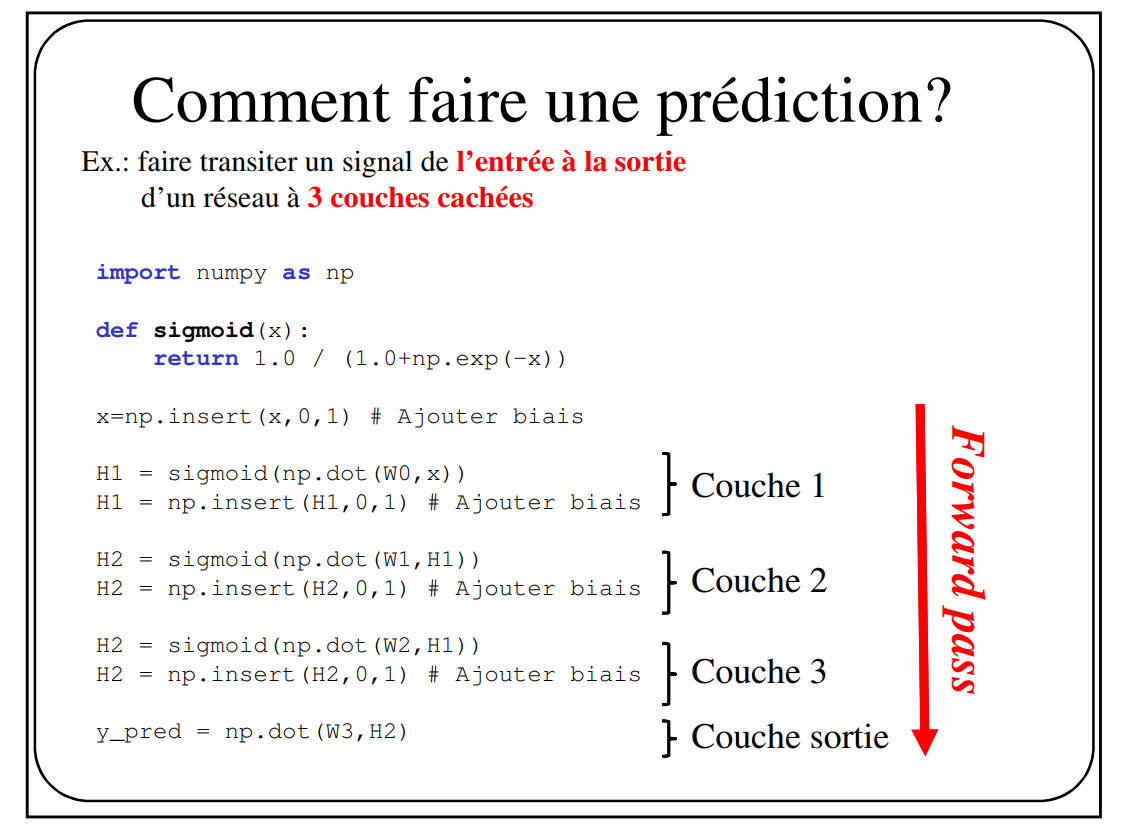 Comment faire une prédiction?
Ex.: faire transiter un signal de l’entrée à la sortie
d’un réseau à 3 couches cachées
import numpy as np
def sigmoid(x):
    return 1.0 / (1.0+np.exp(-x))
x=np.insert(x,0,1) # Ajouter biais
H1 = sigmoid(np.dot(W0,x))
H1 = np.insert(H1,0,1) # Ajouter biais
Couche 1
H2 = sigmoid(np.dot(W1,H1))
H2 = np.insert(H2,0,1) # Ajouter biais
Couche 2
H2 = sigmoid(np.dot(W2,H1))
H2 = np.insert(H2,0,1) # Ajouter biais
Couche 3
y_pred = np.dot(W3,H2)
Couche sortie
Forward pass